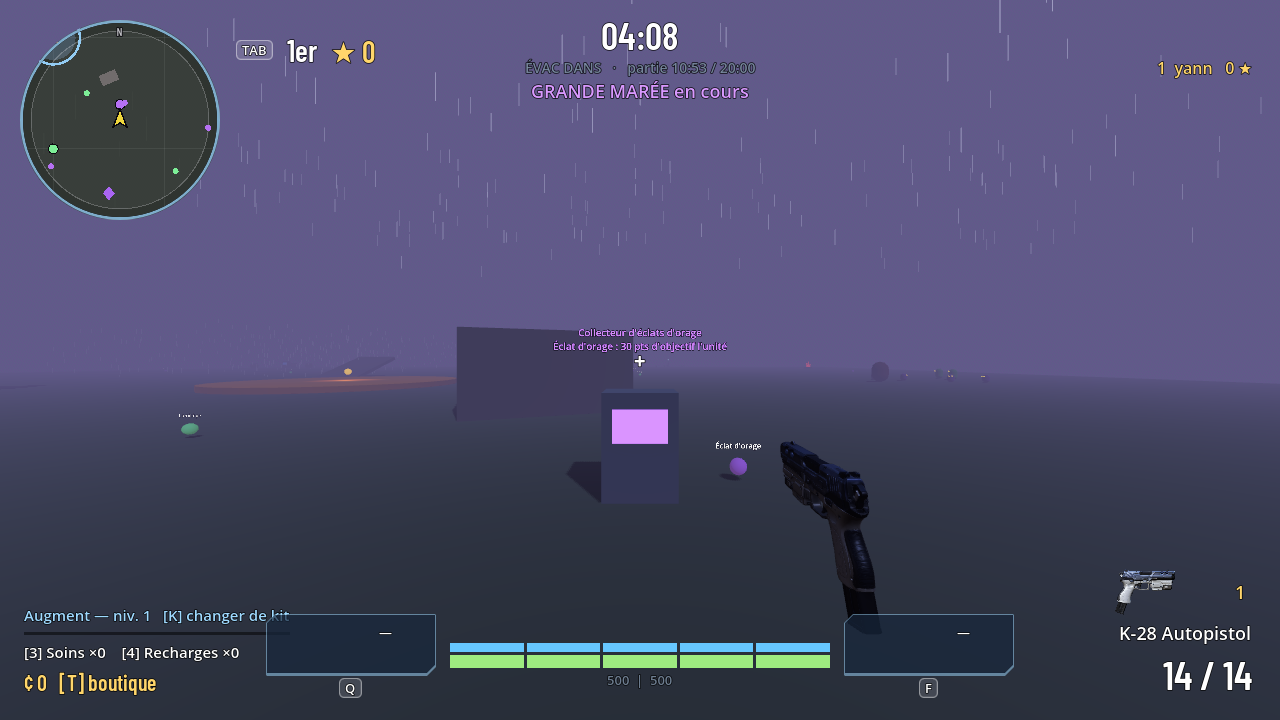 N
TAB 1er ★ 0
04:08
ÉVAC DANS · partie 10:53 / 20:00
GRANDE MARÉE en cours
1 yann 0 ★
Collecteur d'éclats d'orage
Éclat d'orage : 30 pts d'objectif l'unité
Éclat d'orage
Augment — niv. 1 [K] changer de kit
[3] Soins ×0 [4] Recharges ×0
¢ 0 [T] boutique
—
Q
500 | 500
—
F
1
K-28 Autopistol
14 / 14